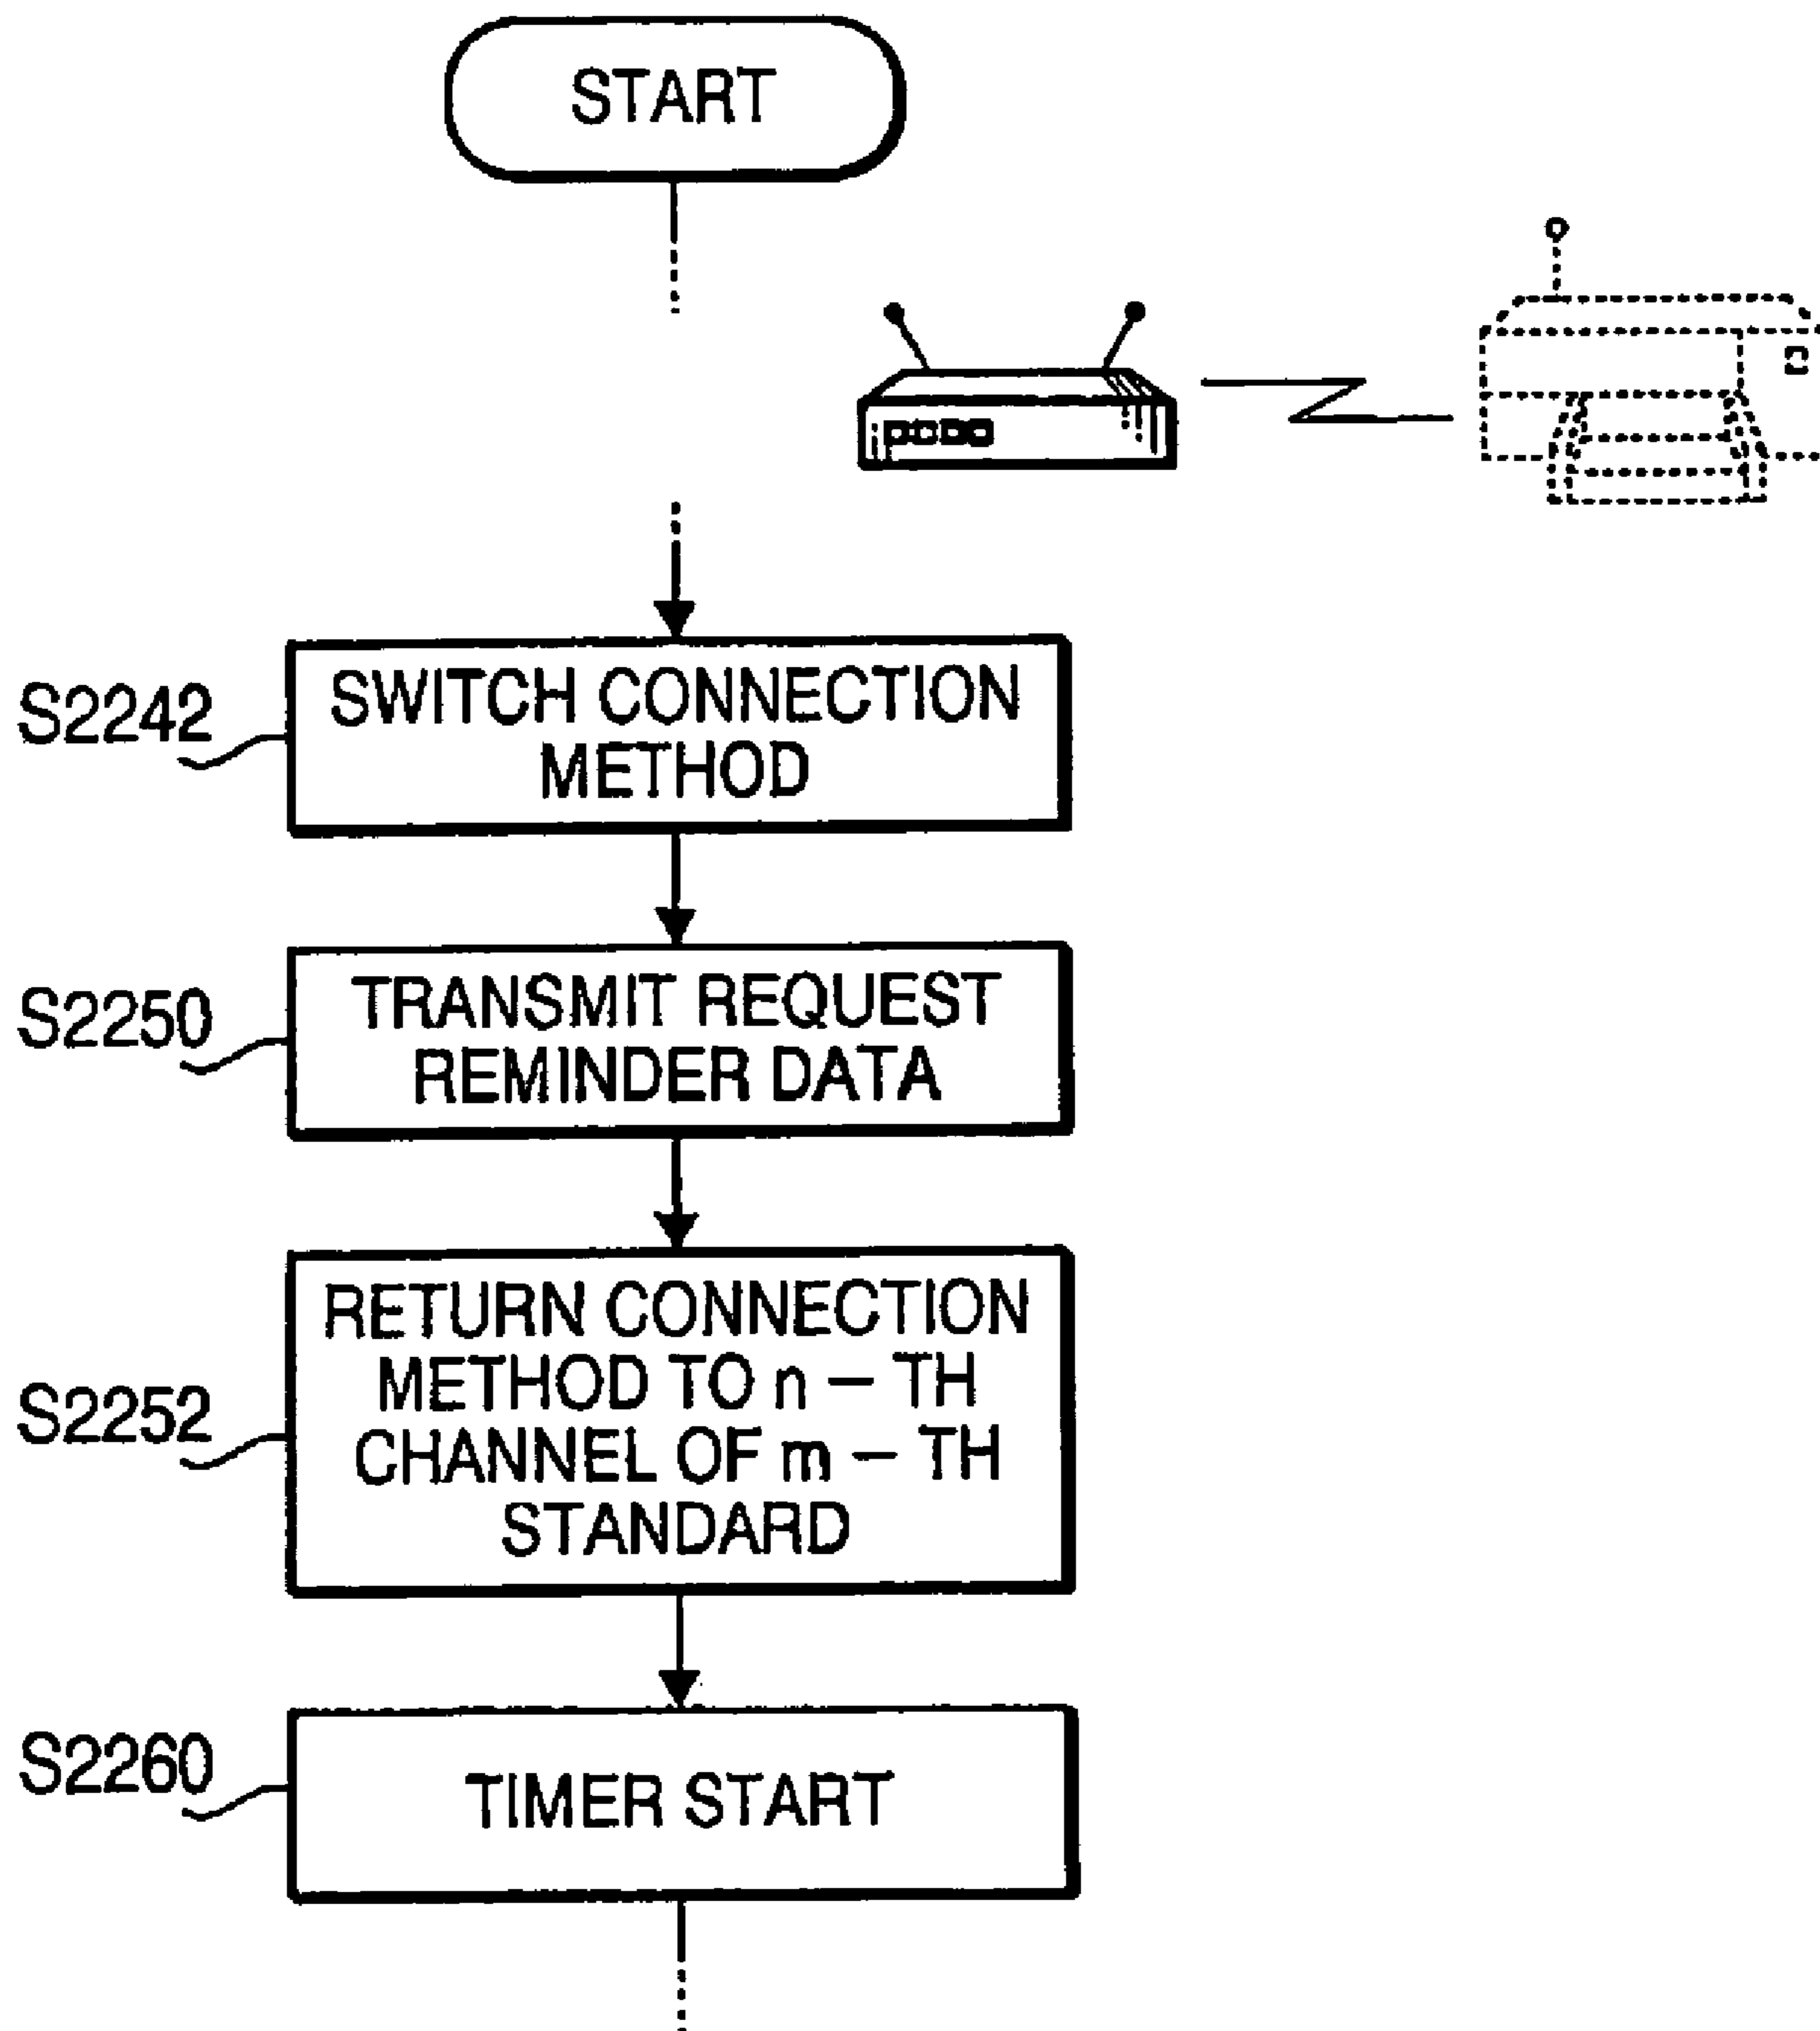 START
S2242
SWITCH CONNECTION
METHOD
S2250
TRANSMIT REQUEST
REMINDER DATA
S2252
RETURN CONNECTION
METHOD TO n – TH
CHANNEL OF m – TH
STANDARD
S2260
TIMER START